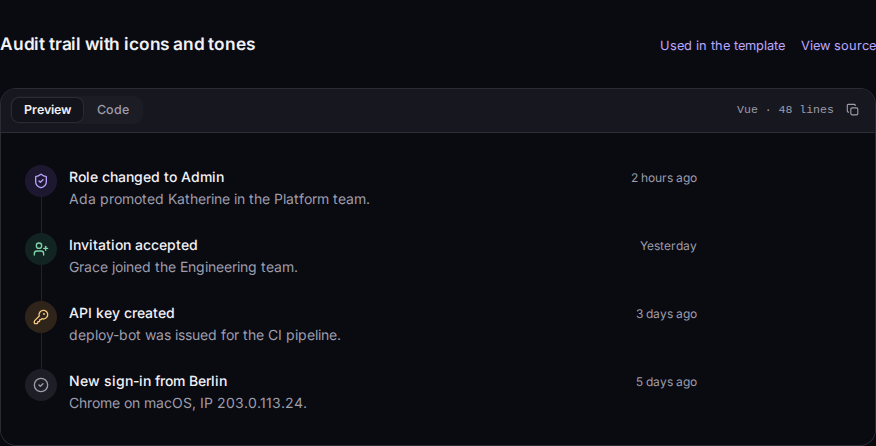 Audit trail with icons and tones
Used in the template View source
Preview Code
Vue · 48 lines
Role changed to Admin
2 hours ago
Ada promoted Katherine in the Platform team.
Invitation accepted
Yesterday
Grace joined the Engineering team.
API key created
3 days ago
deploy-bot was issued for the CI pipeline.
New sign-in from Berlin
5 days ago
Chrome on macOS, IP 203.0.113.24.